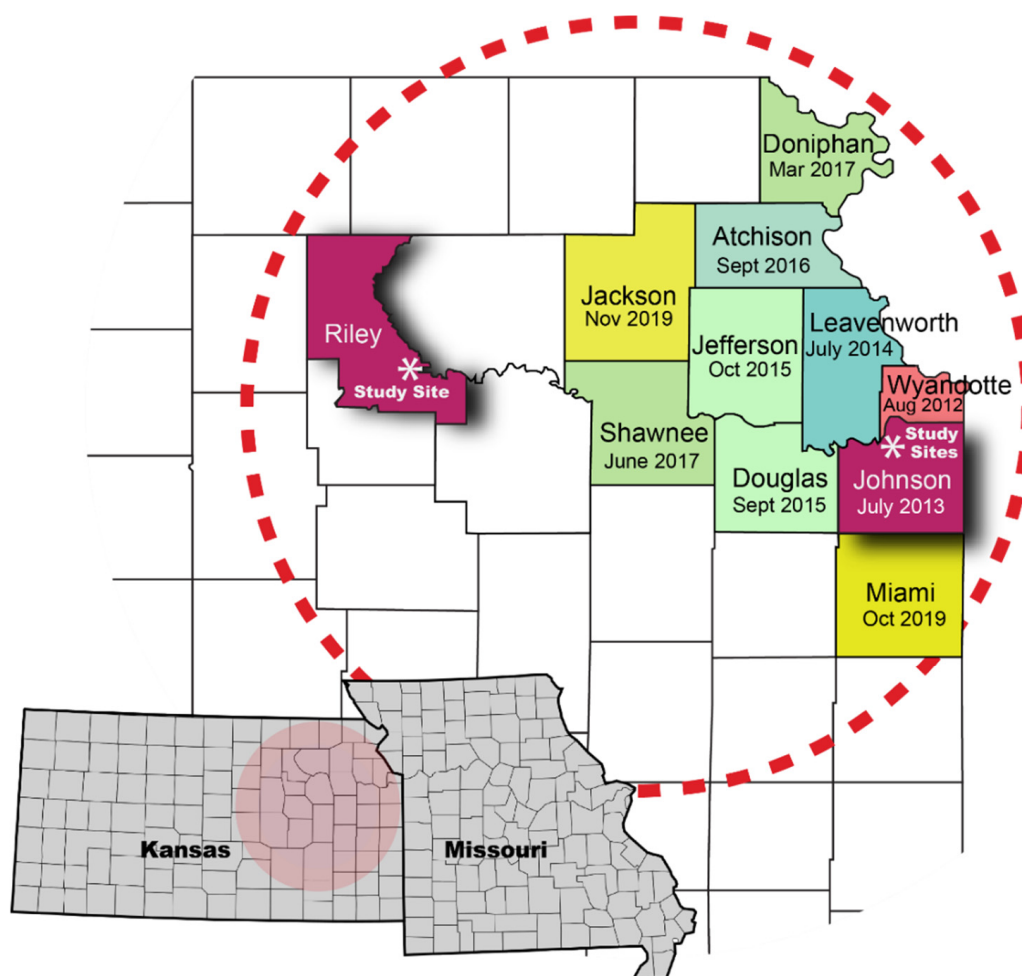 Doniphan
Mar 2017
Atchison
Sept 2016
Jackson
Nov 2019
Riley
Study Site
Jefferson
Oct 2015
Leavenworth
July 2014
Wyandotte
Aug 2012
Shawnee
June 2017
Study
Sites
Johnson
July 2013
Douglas
Sept 2015
Miami
Oct 2019
Kansas
Missouri